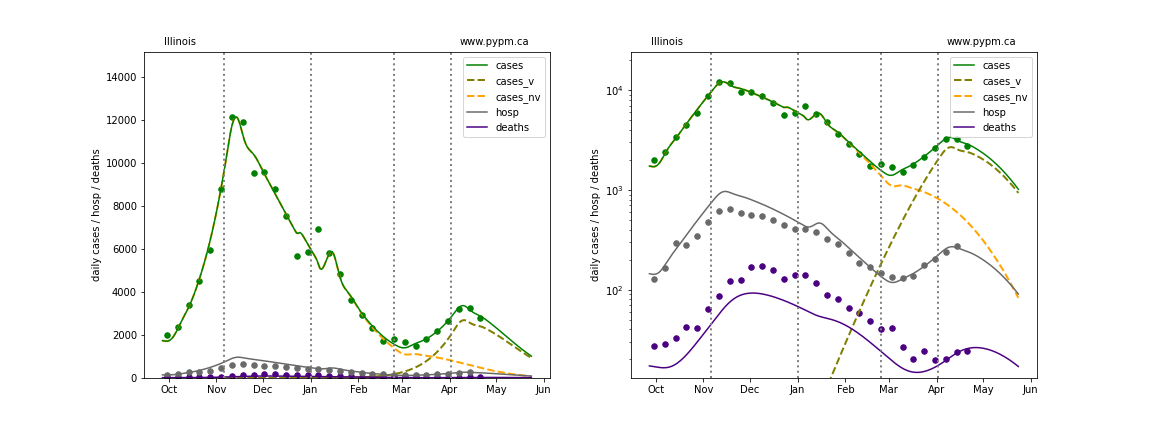 Illinois www.pypm.ca
14000
12000
10000
8000
6000
4000
2000
0
daily cases / hosp / deaths
cases
cases_v
cases_nv
hosp
deaths
Oct Nov Dec Jan Feb Mar Apr May Jun
Illinois www.pypm.ca
10⁴
10³
10²
daily cases / hosp / deaths
cases
cases_v
cases_nv
hosp
deaths
Oct Nov Dec Jan Feb Mar Apr May Jun